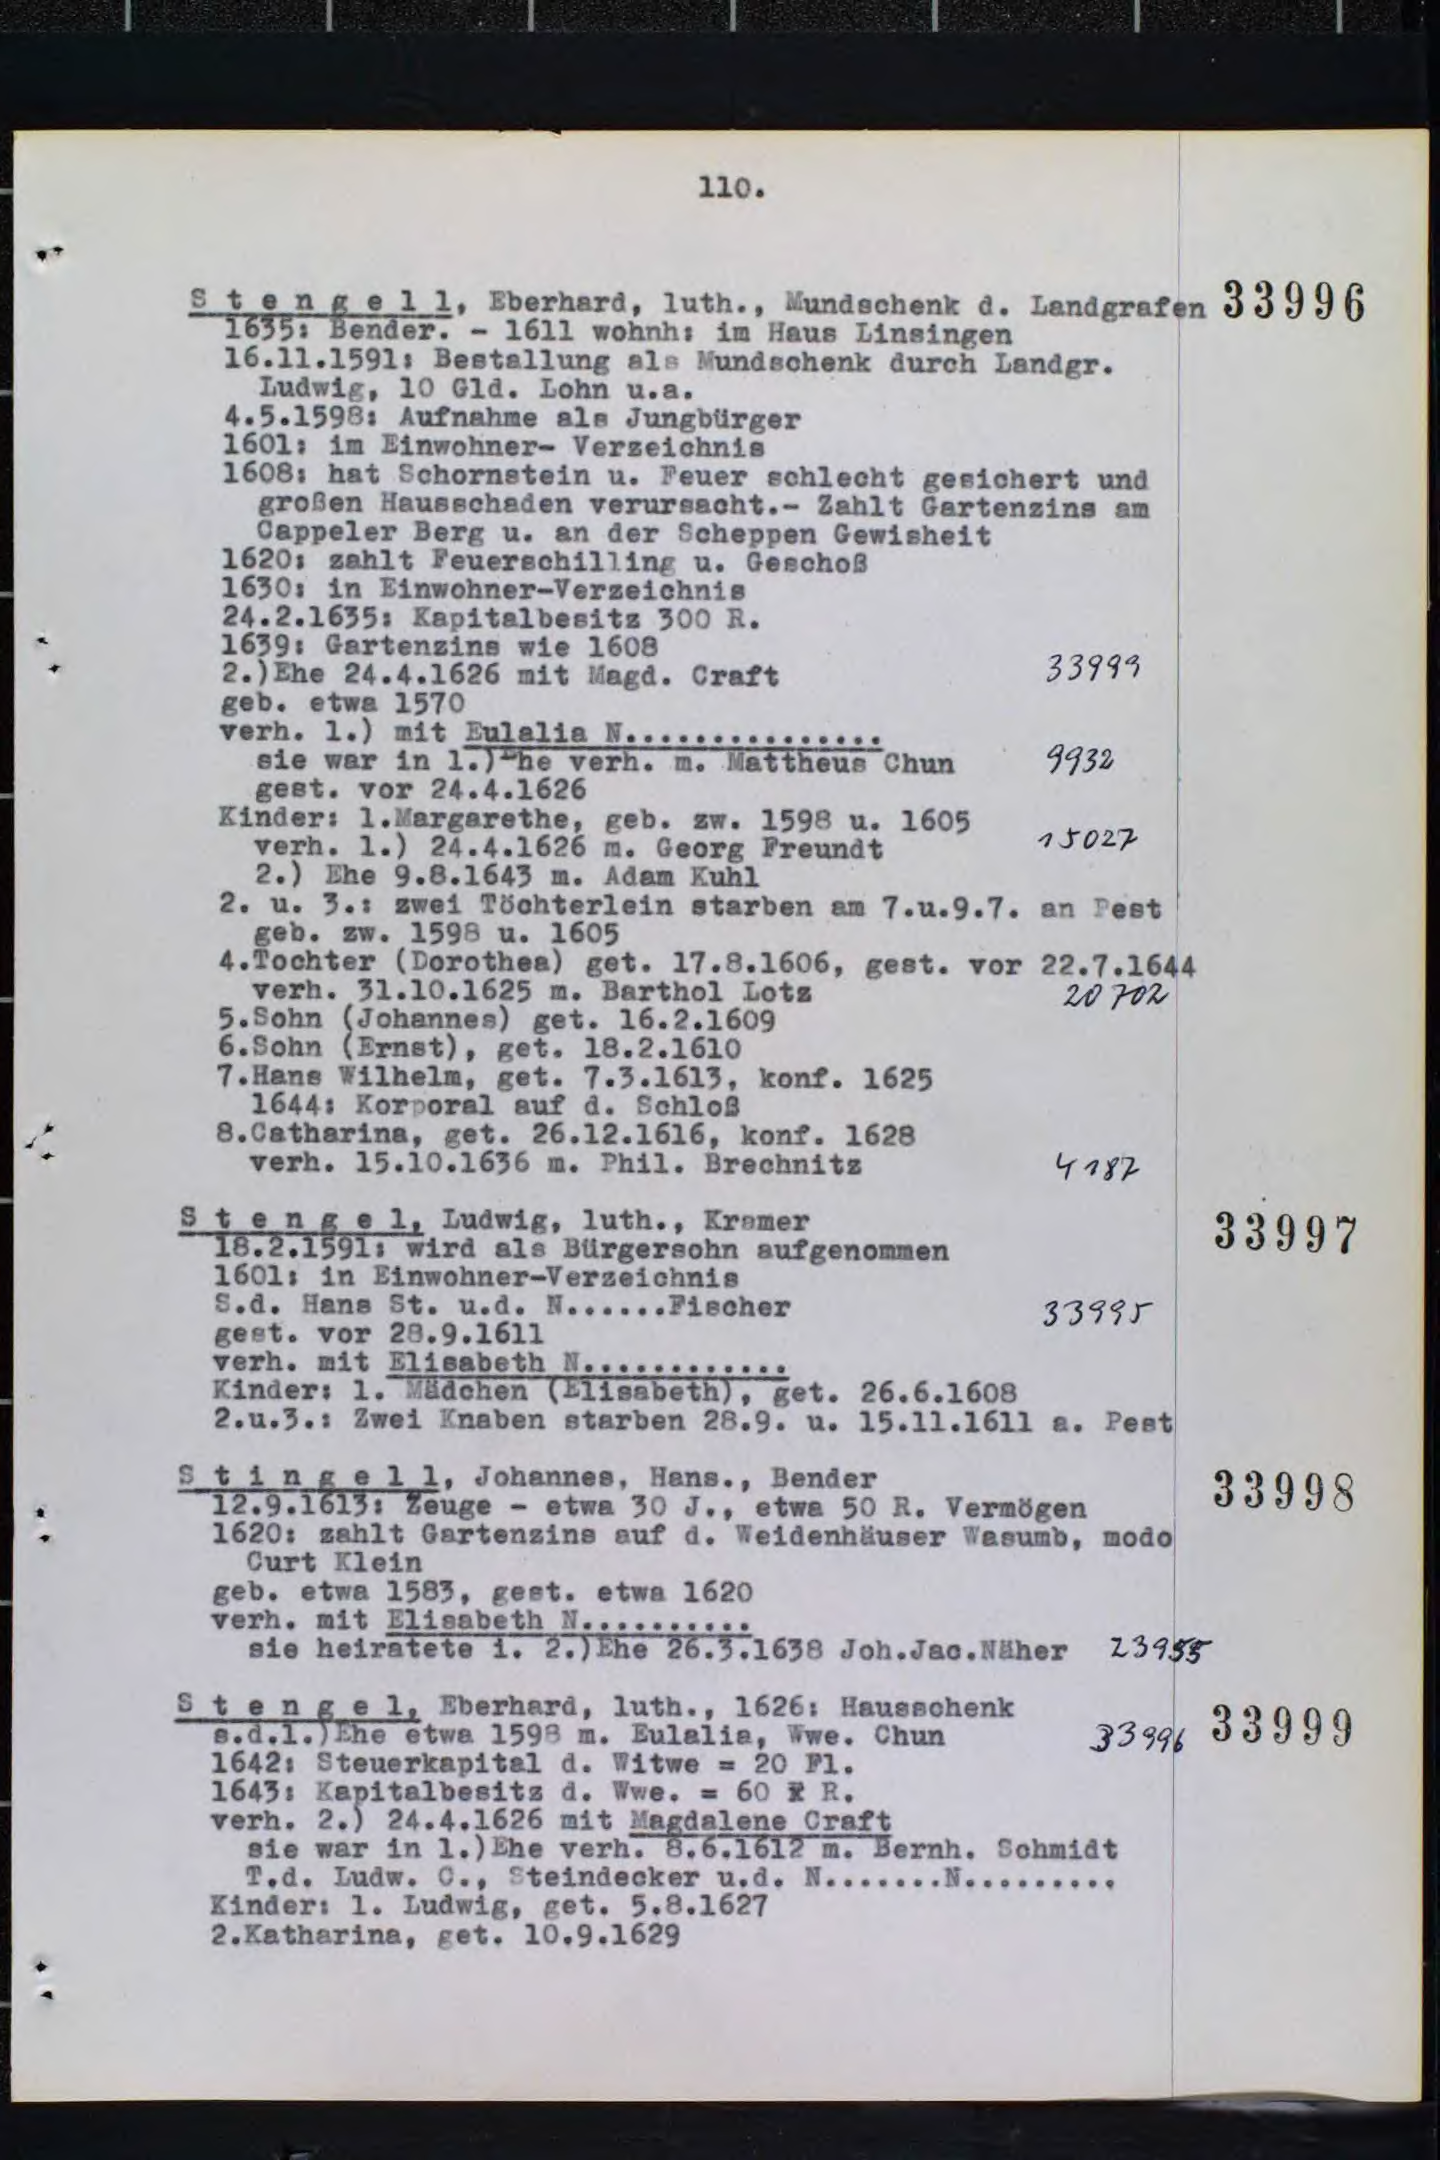 110.
S t e n g e l l, Eberhard, luth., Mundschenk d. Landgrafen 33996
1635: Bender. - 1611 wohnh: im Haus Linsingen
16.11.1591: Bestallung als Mundschenk durch Landgr.
Ludwig, 10 Gld. Lohn u.a.
4.5.1598: Aufnahme als Jungbürger
1601: im Einwohner- Verzeichnis
1608: hat Schornstein u. Feuer schlecht gesichert und
großen Hausschaden verursacht.- Zahlt Gartenzins am
Cappeler Berg u. an der Scheppen Gewisheit
1620: zahlt Feuerschilling u. Geschoß
1630: in Einwohner-Verzeichnis
24.2.1635: Kapitalbesitz 300 R.
1639: Gartenzins wie 1608
2.)Ehe 24.4.1626 mit Magd. Craft 33999
geb. etwa 1570
verh. 1.) mit Eulalia N...............
sie war in 1.)Ehe verh. m. Mattheus Chun 9932
gest. vor 24.4.1626
Kinder: 1.Margarethe, geb. zw. 1598 u. 1605
verh. 1.) 24.4.1626 m. Georg Freundt 15027
2.) Ehe 9.8.1643 m. Adam Kuhl
2. u. 3.: zwei Töchterlein starben am 7.u.9.7. an Pest
geb. zw. 1598 u. 1605
4.Tochter (Dorothea) get. 17.8.1606, gest. vor 22.7.1644
verh. 31.10.1625 m. Barthol Lotz 20702
5.Sohn (Johannes) get. 16.2.1609
6.Sohn (Ernst), get. 18.2.1610
7.Hans Wilhelm, get. 7.3.1613, konf. 1625
1644: Korporal auf d. Schloß
8.Catharina, get. 26.12.1616, konf. 1628
verh. 15.10.1636 m. Phil. Brechnitz 4187
S t e n g e l, Ludwig, luth., Kramer 33997
18.2.1591: wird als Bürgersohn aufgenommen
1601: in Einwohner-Verzeichnis
S.d. Hans St. u.d. N......Fischer 33995
gest. vor 28.9.1611
verh. mit Elisabeth N............
Kinder: 1. Mädchen (Elisabeth), get. 26.6.1608
2.u.3.: Zwei Knaben starben 28.9. u. 15.11.1611 a. Pest
S t i n g e l l, Johannes, Hans., Bender 33998
12.9.1613: Zeuge - etwa 30 J., etwa 50 R. Vermögen
1620: zahlt Gartenzins auf d. Weidenhäuser Wasumb, modo
Curt Klein
geb. etwa 1583, gest. etwa 1620
verh. mit Elisabeth N..........
sie heiratete i. 2.)Ehe 26.3.1638 Joh.Jac.Näher 23955
S t e n g e l, Eberhard, luth., 1626: Hausschenk 33999
s.d.1.)Ehe etwa 1598 m. Eulalia, Wwe. Chun 33996
1642: Steuerkapital d. Witwe = 20 Fl.
1643: Kapitalbesitz d. Wwe. = 60 R.
verh. 2.) 24.4.1626 mit Magdalene Craft
sie war in 1.)Ehe verh. 8.6.1612 m. Bernh. Schmidt
T.d. Ludw. C., Steindecker u.d. N.......N.........
Kinder: 1. Ludwig, get. 5.8.1627
2.Katharina, get. 10.9.1629